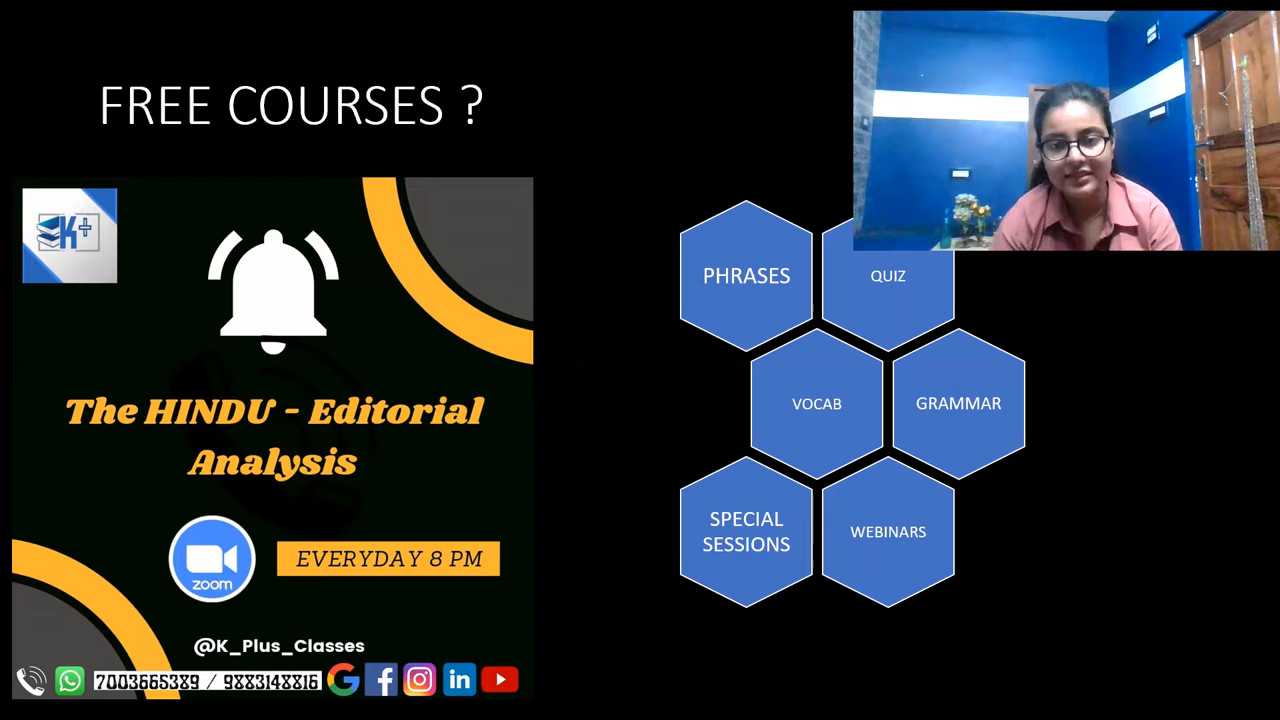 FREE COURSES ?
K+
The HINDU - Editorial
Analysis
zoom
EVERYDAY 8 PM
@K_Plus_Classes
7003665389 / 9883148816
G
f
in
PHRASES
QUIZ
VOCAB
GRAMMAR
SPECIAL
SESSIONS
WEBINARS